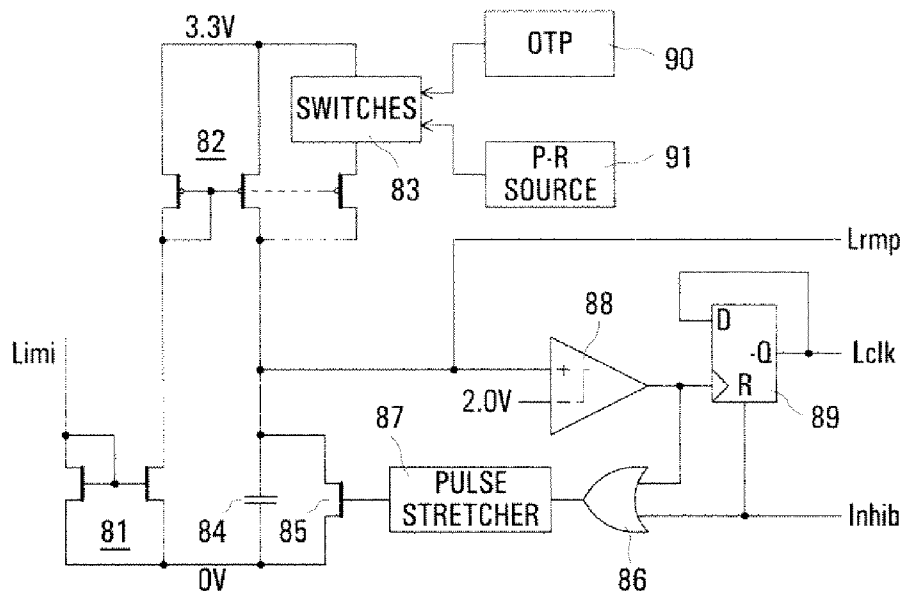 3.3V
OTP
90
SWITCHES
82
83
P-R
SOURCE
91
Lrmp
88
D
-Q
R
Lclk
Limi
2.0V
89
87
PULSE
STRETCHER
84
85
81
Inhib
86
0V
+